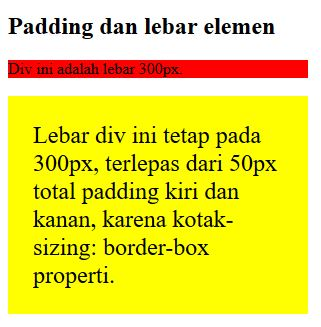 Padding dan lebar elemen
Div ini adalah lebar 300px.
Lebar div ini tetap pada
300px, terlepas dari 50px
total padding kiri dan
kanan, karena kotak-
sizing: border-box
properti.